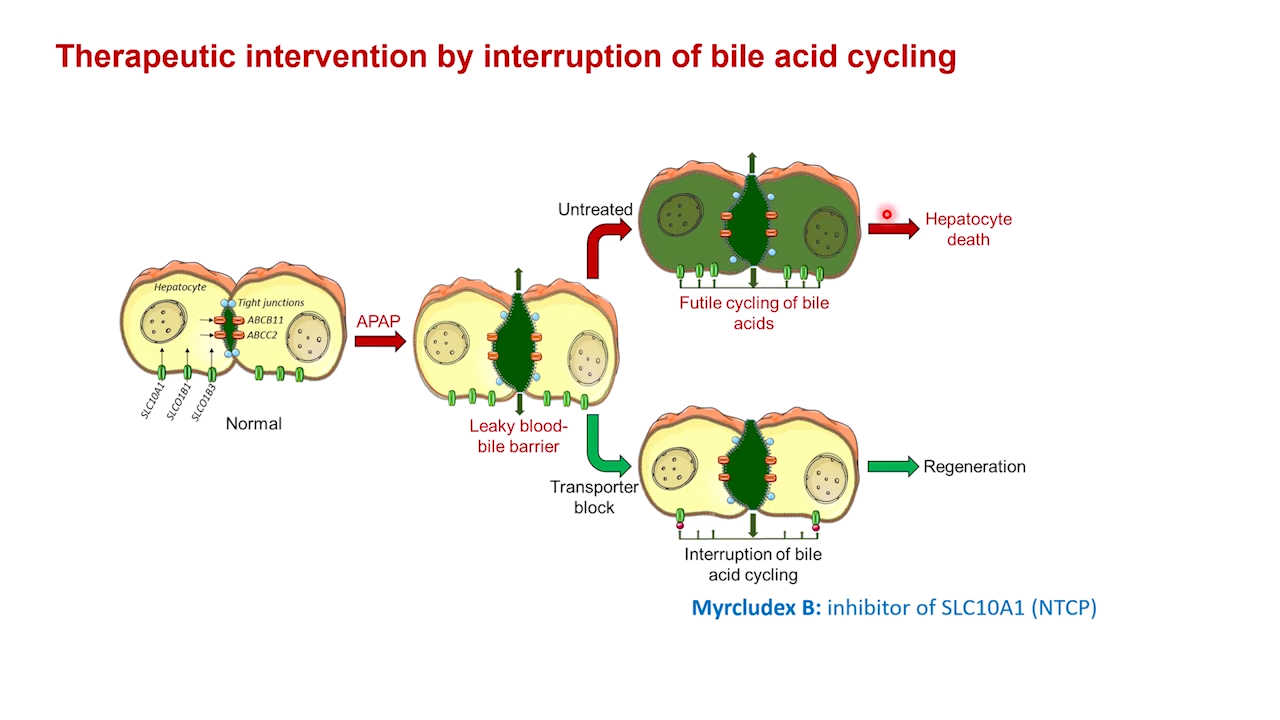 Therapeutic intervention by interruption of bile acid cycling
Hepatocyte
Tight junctions
ABCB11
ABCC2
SLC10A1
SLCO1B1
SLCO1B3
Normal
APAP
Leaky blood-
bile barrier
Untreated
Futile cycling of bile
acids
Hepatocyte
death
Transporter
block
Interruption of bile
acid cycling
Regeneration
Myrcludex B: inhibitor of SLC10A1 (NTCP)